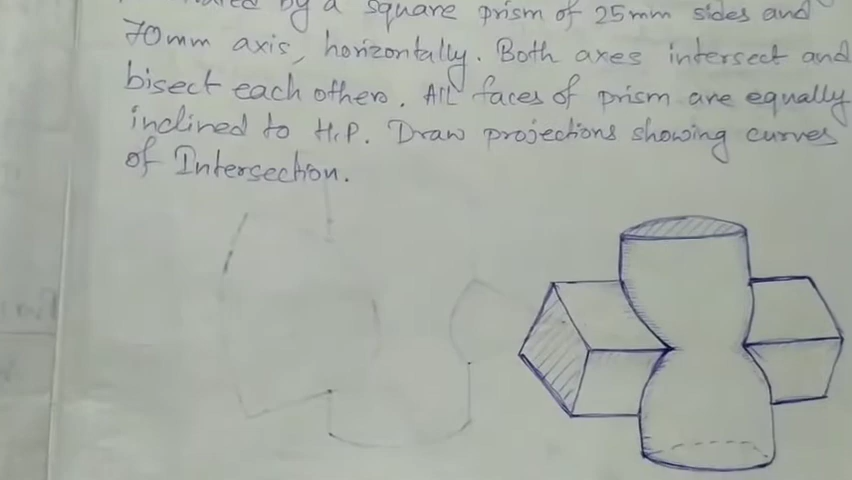 by a square prism of 25mm sides and
70mm axis, horizontally. Both axes intersect and
bisect each others. All faces of prism are equally
inclined to H.P. Draw projections showing curves
of Intersection.